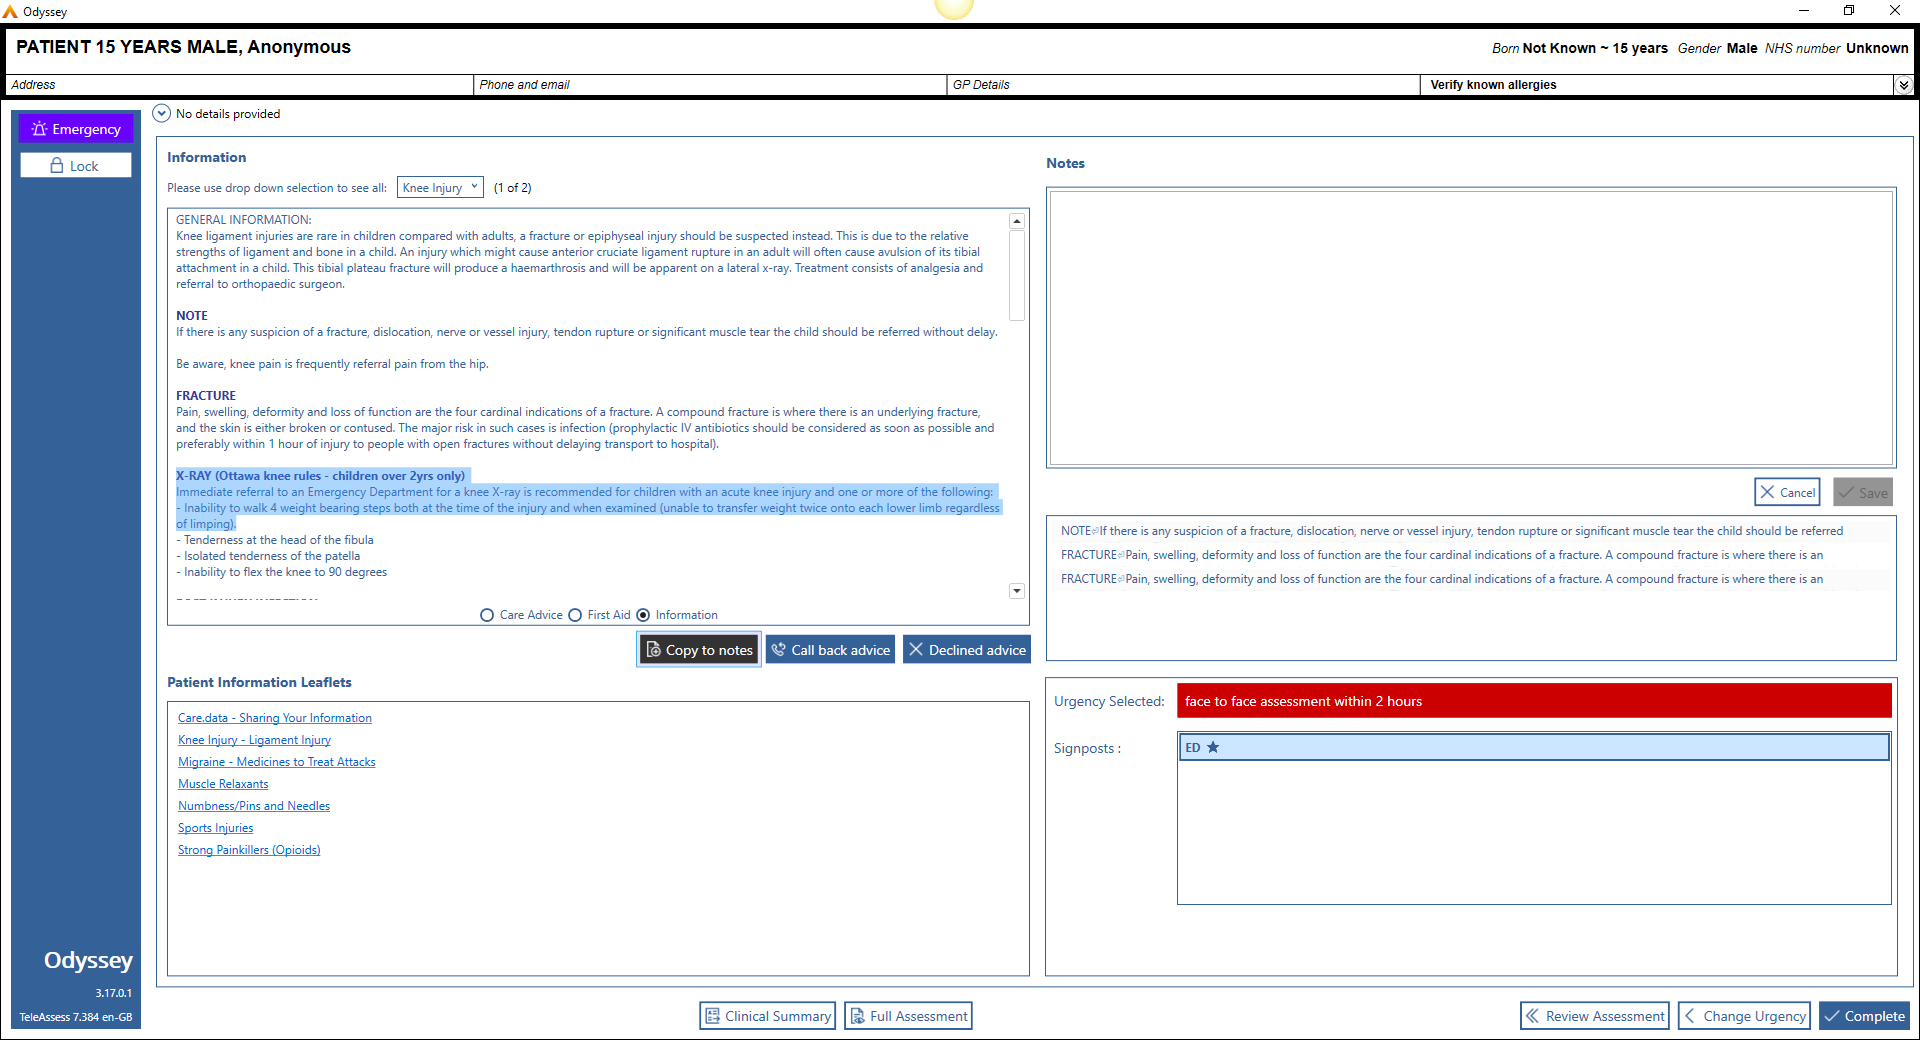 Odyssey
PATIENT 15 YEARS MALE, Anonymous
Born Not Known ~ 15 years Gender Male NHS number Unknown
Address
Phone and email
GP Details
Verify known allergies
Emergency
Lock
No details provided
Information
Please use drop down selection to see all: Knee Injury (1 of 2)
GENERAL INFORMATION:
Knee ligament injuries are rare in children compared with adults, a fracture or epiphyseal injury should be suspected instead. This is due to the relative
strengths of ligament and bone in a child. An injury which might cause anterior cruciate ligament rupture in an adult will often cause avulsion of its tibial
attachment in a child. This tibial plateau fracture will produce a haemarthrosis and will be apparent on a lateral x-ray. Treatment consists of analgesia and
referral to orthopaedic surgeon.
NOTE
If there is any suspicion of a fracture, dislocation, nerve or vessel injury, tendon rupture or significant muscle tear the child should be referred without delay.
Be aware, knee pain is frequently referral pain from the hip.
FRACTURE
Pain, swelling, deformity and loss of function are the four cardinal indications of a fracture. A compound fracture is where there is an underlying fracture,
and the skin is either broken or contused. The major risk in such cases is infection (prophylactic IV antibiotics should be considered as soon as possible and
preferably within 1 hour of injury to people with open fractures without delaying transport to hospital).
X-RAY (Ottawa knee rules - children over 2yrs only)
Immediate referral to an Emergency Department for a knee X-ray is recommended for children with an acute knee injury and one or more of the following:
- Inability to walk 4 weight bearing steps both at the time of the injury and when examined (unable to transfer weight twice onto each lower limb regardless
of limping).
- Tenderness at the head of the fibula
- Isolated tenderness of the patella
- Inability to flex the knee to 90 degrees
Care Advice First Aid Information
Copy to notes
Call back advice
Declined advice
Patient Information Leaflets
Care.data - Sharing Your Information
Knee Injury - Ligament Injury
Migraine - Medicines to Treat Attacks
Muscle Relaxants
Numbness/Pins and Needles
Sports Injuries
Strong Painkillers (Opioids)
Notes
Cancel
Save
NOTE⏎If there is any suspicion of a fracture, dislocation, nerve or vessel injury, tendon rupture or significant muscle tear the child should be referred
FRACTURE⏎Pain, swelling, deformity and loss of function are the four cardinal indications of a fracture. A compound fracture is where there is an
FRACTURE⏎Pain, swelling, deformity and loss of function are the four cardinal indications of a fracture. A compound fracture is where there is an
Urgency Selected: face to face assessment within 2 hours
Signposts : ED ★
Odyssey
3.17.0.1
TeleAssess 7.384 en-GB
Clinical Summary
Full Assessment
Review Assessment
Change Urgency
Complete